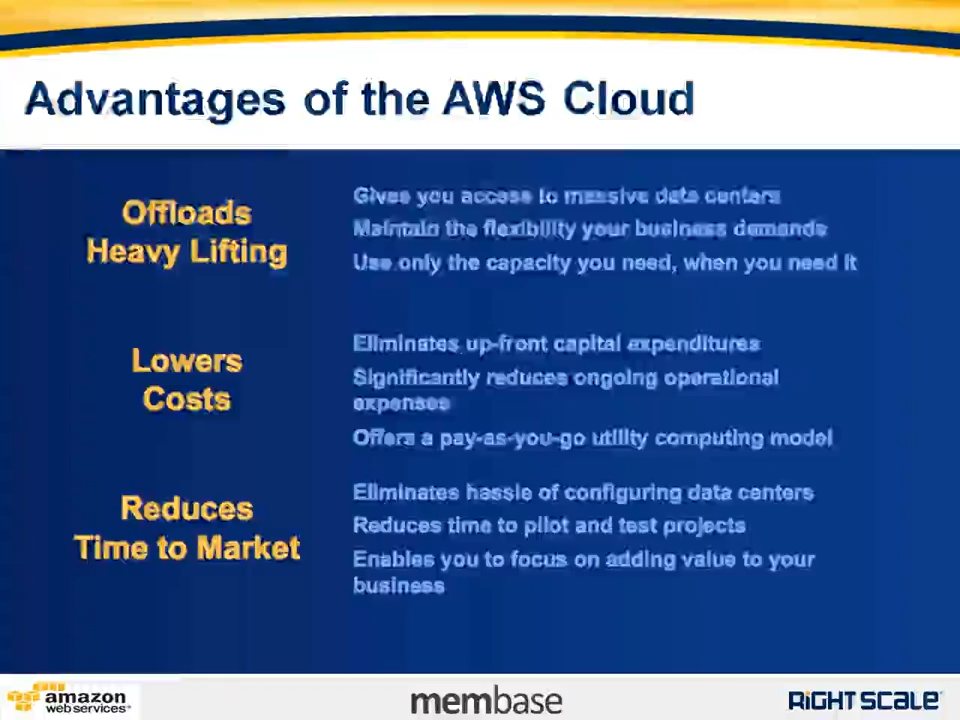 Advantages of the AWS Cloud
Offloads
Heavy Lifting
Gives you access to massive data centers
Maintain the flexibility your business demands
Use only the capacity you need, when you need it
Lowers
Costs
Eliminates up-front capital expenditures
Significantly reduces ongoing operational
expenses
Offers a pay-as-you-go utility computing model
Reduces
Time to Market
Eliminates hassle of configuring data centers
Reduces time to pilot and test projects
Enables you to focus on adding value to your
business
amazon
webservices
membase
RIGHTSCALE